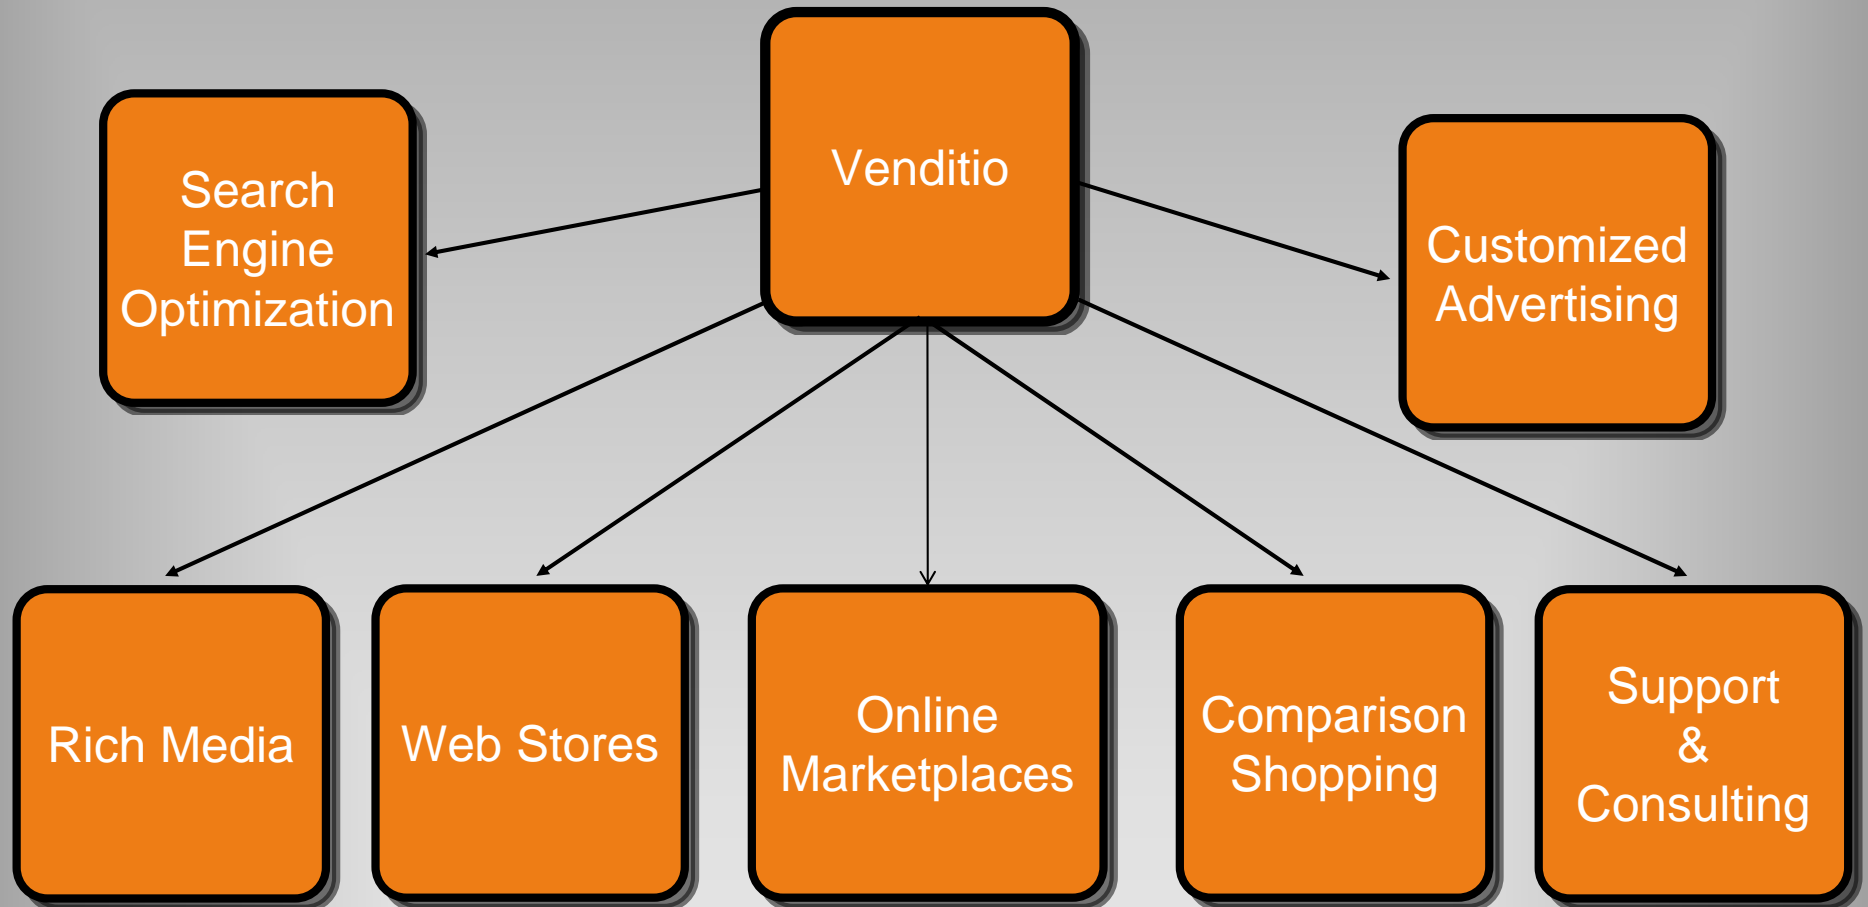 Venditio
Search
Engine
Optimization
Customized
Advertising
Rich Media
Web Stores
Online
Marketplaces
Comparison
Shopping
Support
&
Consulting